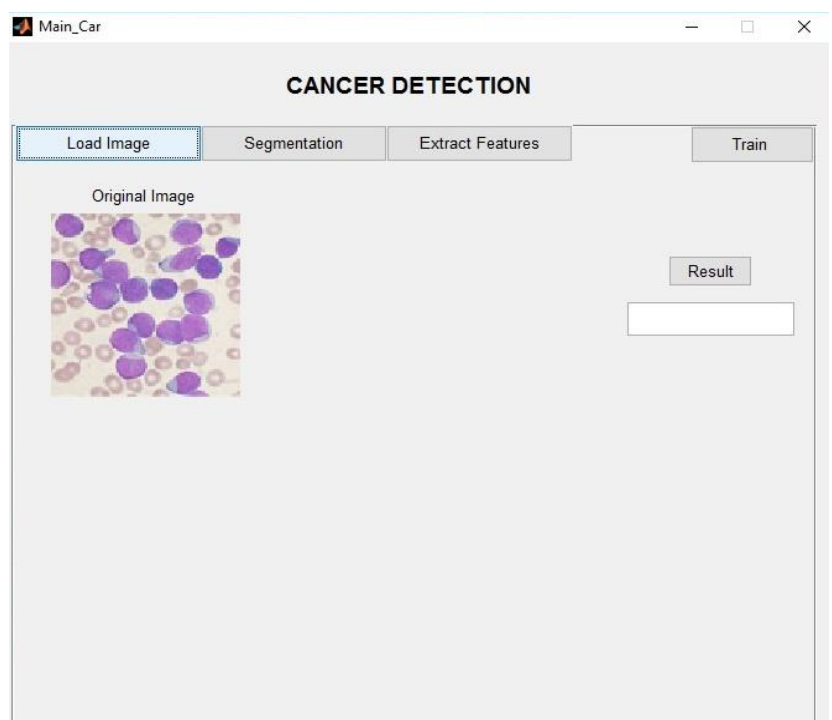 Main_Car
CANCER DETECTION
Load Image
Segmentation
Extract Features
Train
Original Image
Result